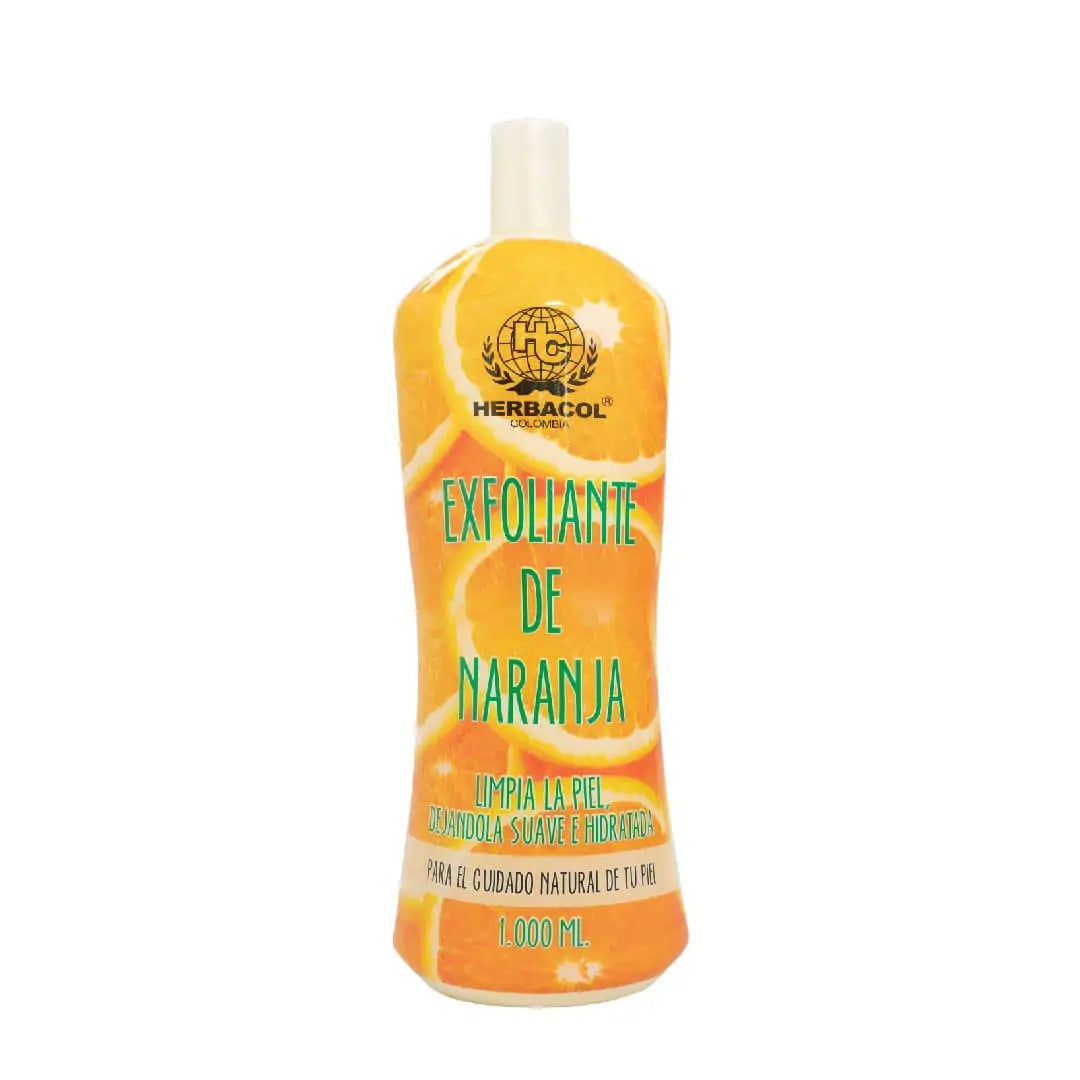 HC
HERBACOL®
COLOMBIA
EXFOLIANTE
DE
NARANJA
LIMPIA LA PIEL,
DEJANDOLA SUAVE E HIDRATADA
PARA EL CUIDADO NATURAL DE TU PIEL
1.000 ML.